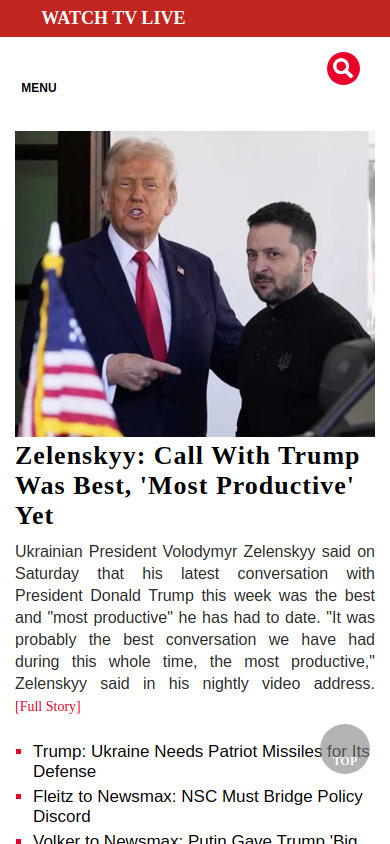 WATCH TV LIVE
MENU
Zelenskyy: Call With Trump
Was Best, 'Most Productive'
Yet
Ukrainian President Volodymyr Zelenskyy said on
Saturday that his latest conversation with
President Donald Trump this week was the best
and "most productive" he has had to date. "It was
probably the best conversation we have had
during this whole time, the most productive,"
Zelenskyy said in his nightly video address.
[Full Story]
Trump: Ukraine Needs Patriot Missiles for Its
Defense
TOP
Fleitz to Newsmax: NSC Must Bridge Policy
Discord
Volker to Newsmax: Putin Gave Trump 'Big